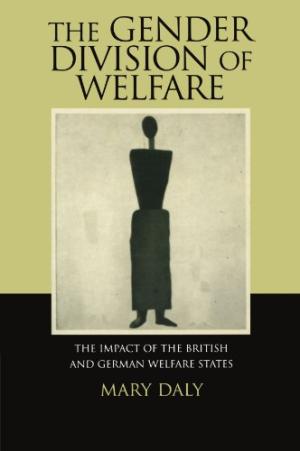 THE GENDER
DIVISION OF
WELFARE
THE IMPACT OF THE BRITISH
AND GERMAN WELFARE STATES
MARY DALY